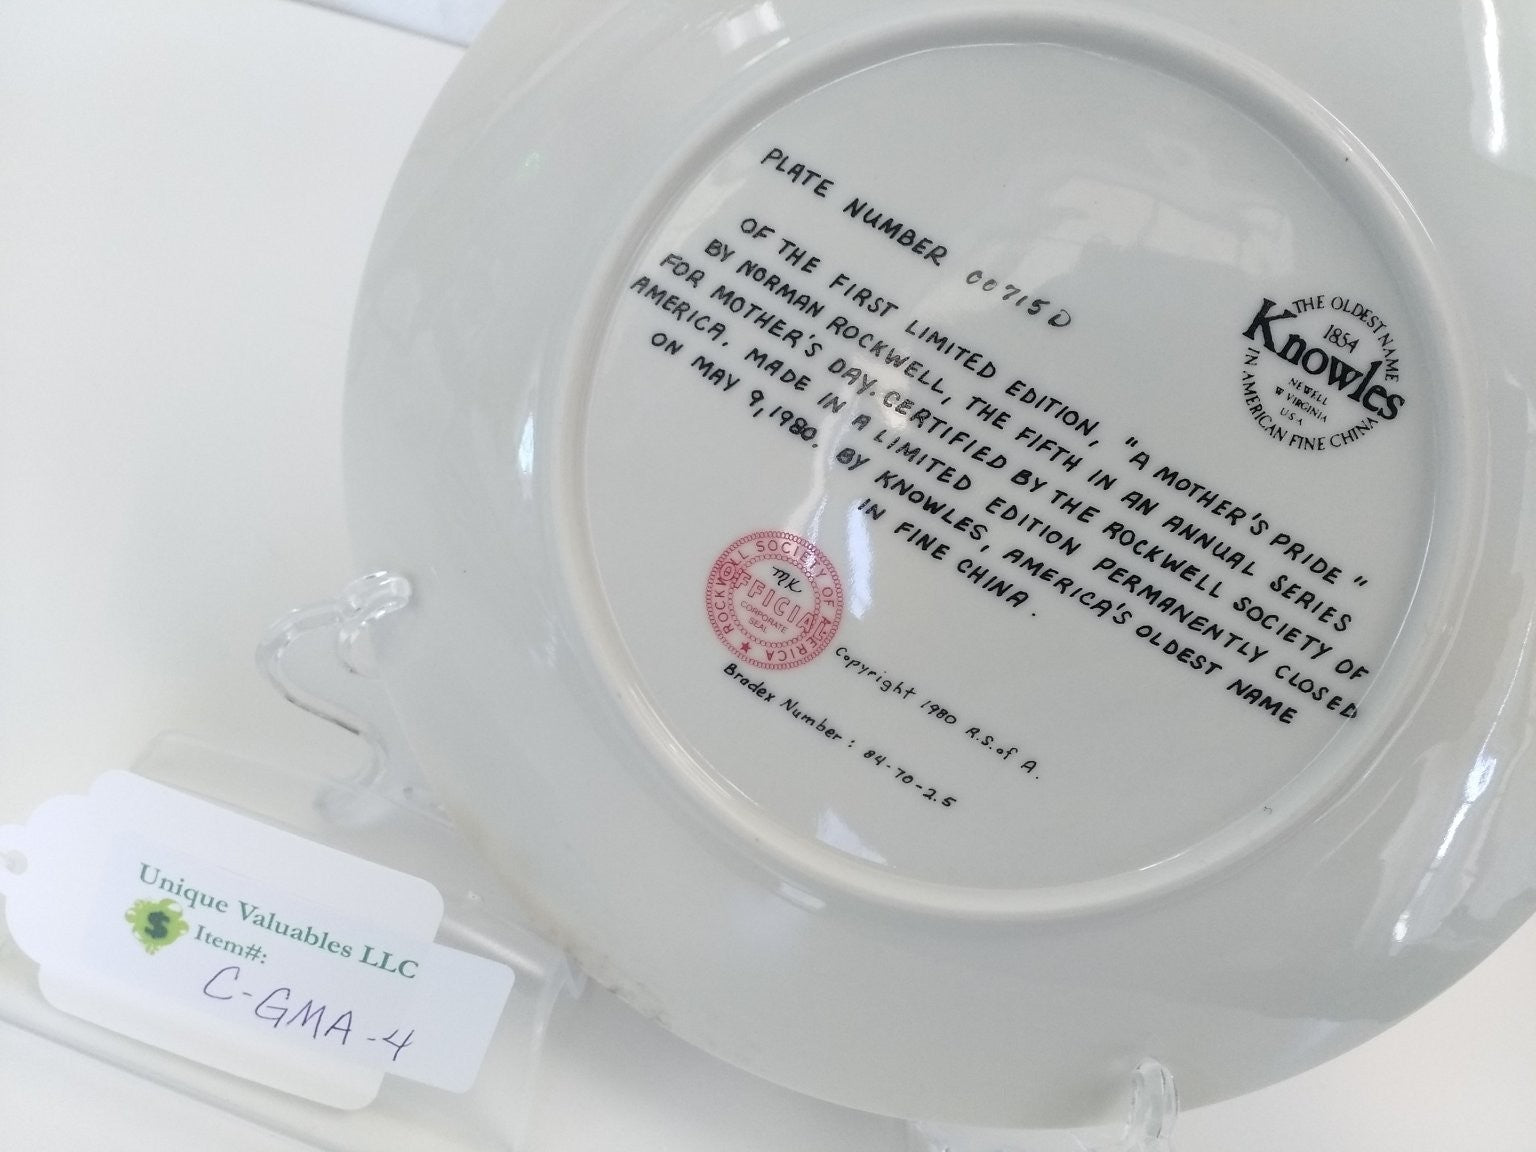 PLATE NUMBER 00715D
OF THE FIRST LIMITED EDITION, "A MOTHER'S PRIDE"
BY NORMAN ROCKWELL, THE FIFTH IN AN ANNUAL SERIES
FOR MOTHER'S DAY. CERTIFIED BY THE ROCKWELL SOCIETY OF
AMERICA. MADE IN A LIMITED EDITION PERMANENTLY CLOSED
ON MAY 9, 1980. BY KNOWLES, AMERICA'S OLDEST NAME
IN FINE CHINA.
THE OLDEST NAME
1854
Knowles
NEWELL
W VIRGINIA
USA
IN AMERICAN FINE CHINA
ROCKWELL SOCIETY OF AMERICA
MK
OFFICIAL
CORPORATE
SEAL
Copyright 1980 R.S. of A.
Bradex Number: 84-70-2.5
Unique Valuables LLC
$ Item#:
C-GMA-4